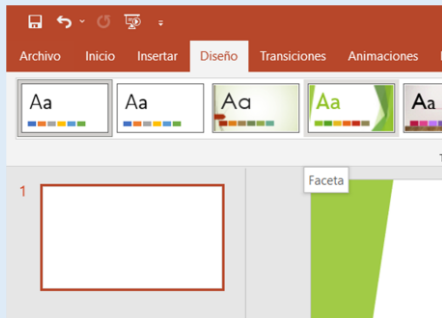 Archivo Inicio Insertar Diseño Transiciones Animaciones
Aa Aa Aa Aa Aa
Faceta
1